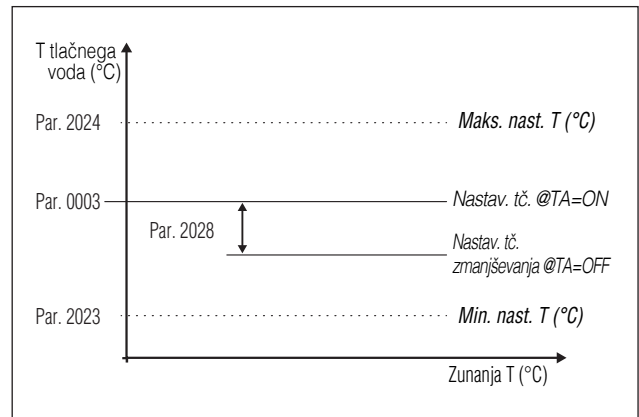 T tlačnega
voda (°C)
Par. 2024
Maks. nast. T (°C)
Par. 0003
Nastav. tč. @TA=ON
Par. 2028
Nastav. tč.
zmanjševanja @TA=OFF
Par. 2023
Min. nast. T (°C)
Zunanja T (°C)